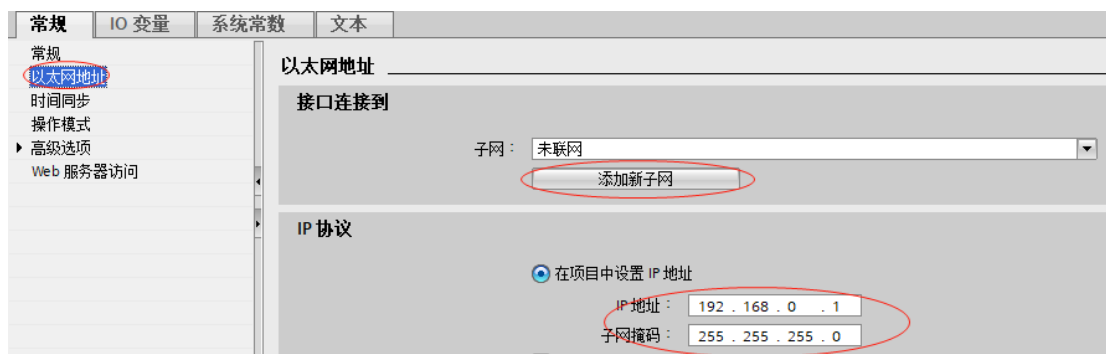 常规 IO 变量 系统常数 文本
常规
以太网地址
时间同步
操作模式
高级选项
Web 服务器访问
以太网地址
接口连接到
子网： 未联网
添加新子网
IP 协议
在项目中设置 IP 地址
IP 地址： 192 . 168 . 0 . 1
子网掩码： 255 . 255 . 255 . 0